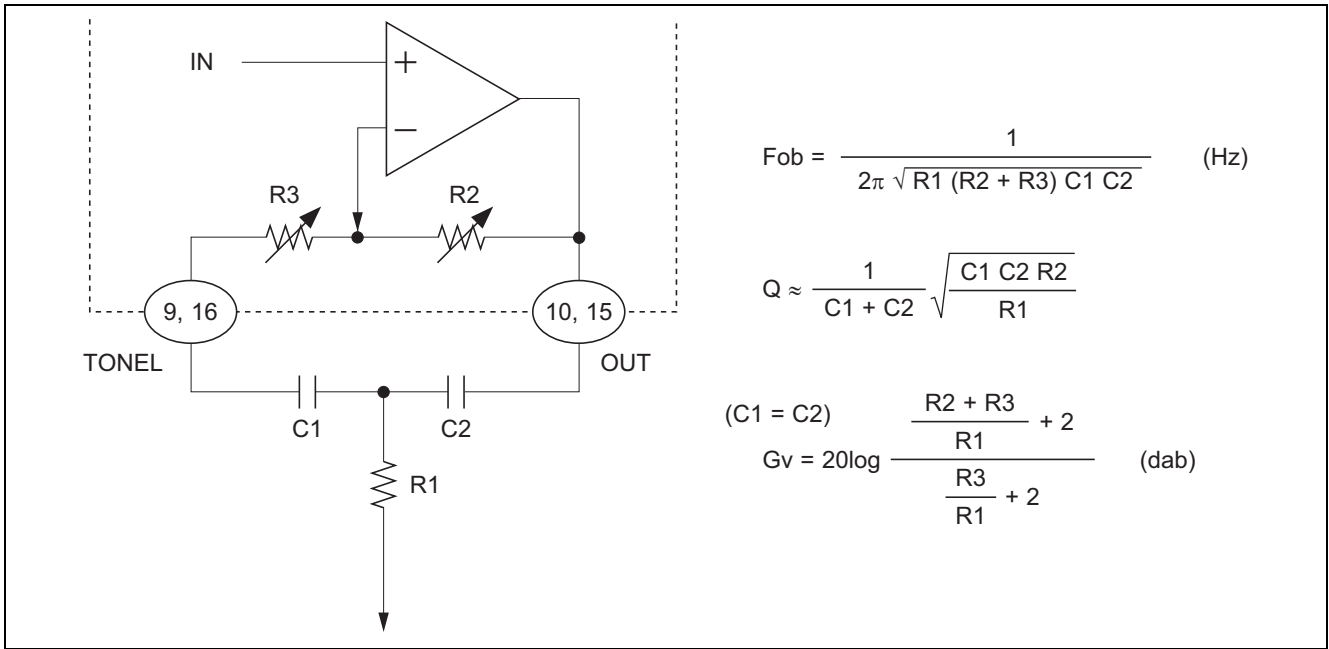 IN
+
−
R3
R2
9, 16
10, 15
TONEL
OUT
C1
C2
R1
Fob = 1 / 2π √R1 (R2 + R3) C1 C2 (Hz)
Q ≈ 1 / C1 + C2 √C1 C2 R2 / R1
(C1 = C2)
Gv = 20log R2 + R3 / R1 + 2 / R3 / R1 + 2 (dab)